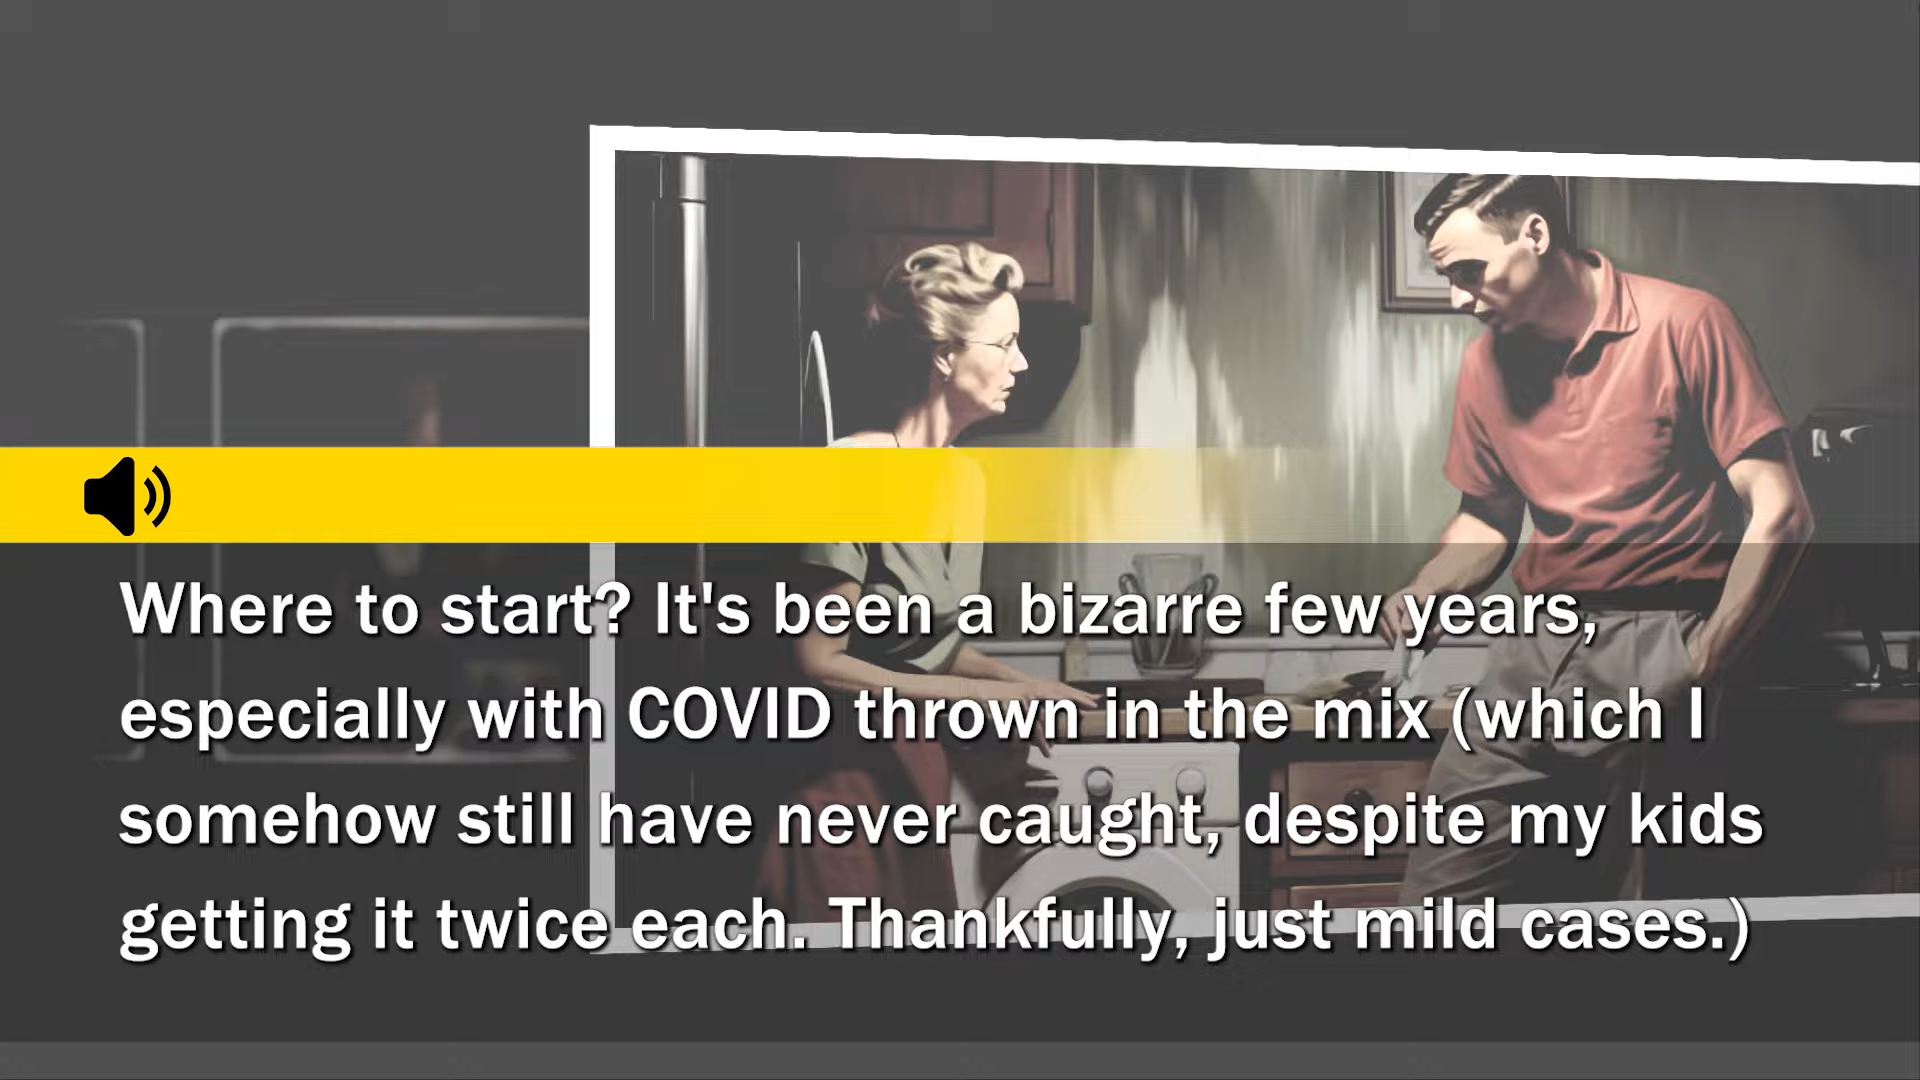 Where to start? It's been a bizarre few years,
especially with COVID thrown in the mix (which I
somehow still have never caught, despite my kids
getting it twice each. Thankfully, just mild cases.)